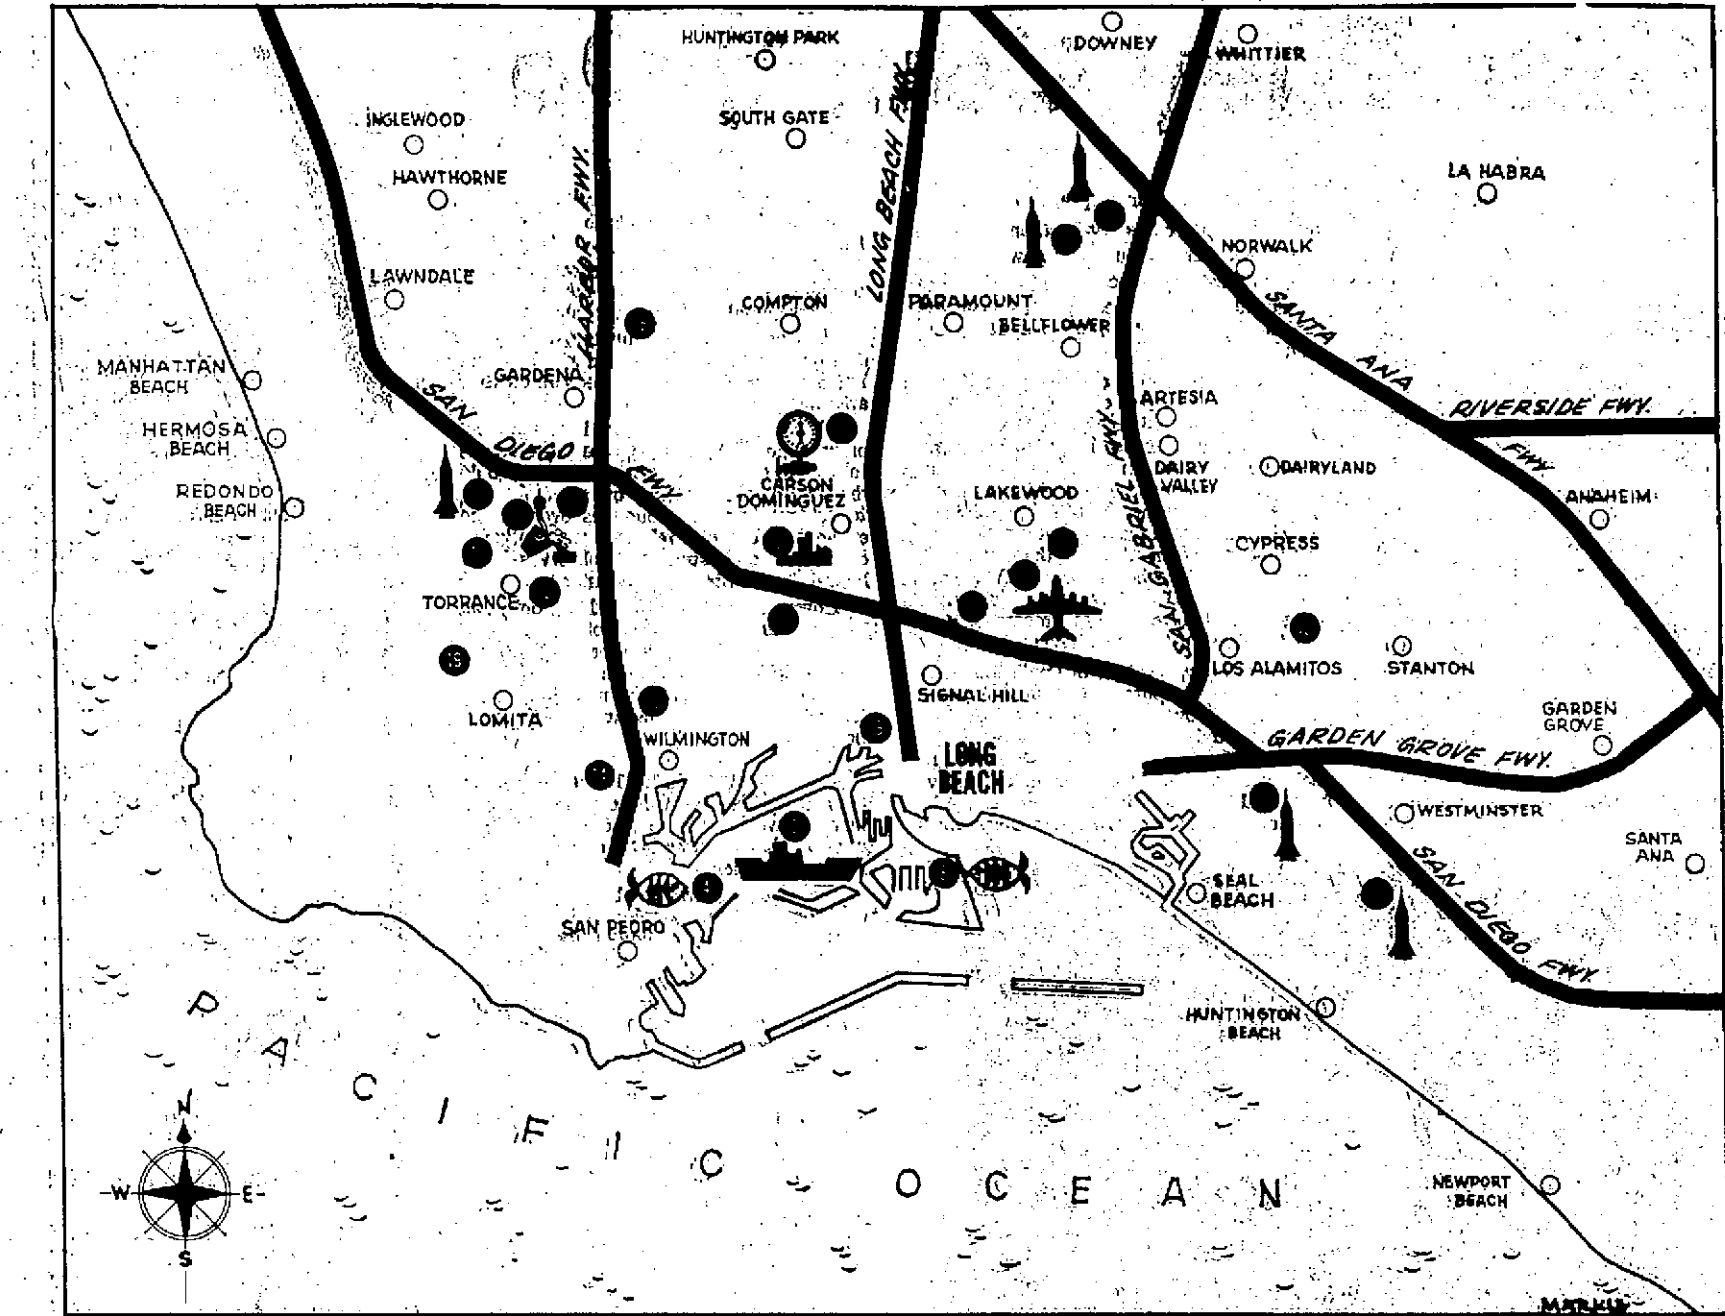 HUNTINGTON PARK
DOWNEY
WHITTIER
INGLEWOOD
SOUTH GATE
HAWTHORNE
HARBOR FWY.
LONG BEACH FWY.
LA HABRA
NORWALK
LAWNDALE
COMPTON
PARAMOUNT
BELLFLOWER
SANTA ANA FWY.
MANHATTAN
BEACH
GARDENA
SAN DIEGO FWY.
ARTESIA
RIVERSIDE FWY.
HERMOSA
BEACH
DAIRY
VALLEY
DAIRYLAND
REDONDO
BEACH
CARSON
DOMINGUEZ
LAKEWOOD
ANAHEIM
SAN GABRIEL FWY.
CYPRESS
TORRANCE
LOS ALAMITOS
STANTON
SIGNAL HILL
LOMITA
GARDEN
GROVE
WILMINGTON
LONG
BEACH
GARDEN GROVE FWY.
WESTMINSTER
SANTA
ANA
SEAL
BEACH
SAN DIEGO FWY.
SAN PEDRO
HUNTINGTON
BEACH
PACIFIC OCEAN
N
W
E
S
NEWPORT
BEACH